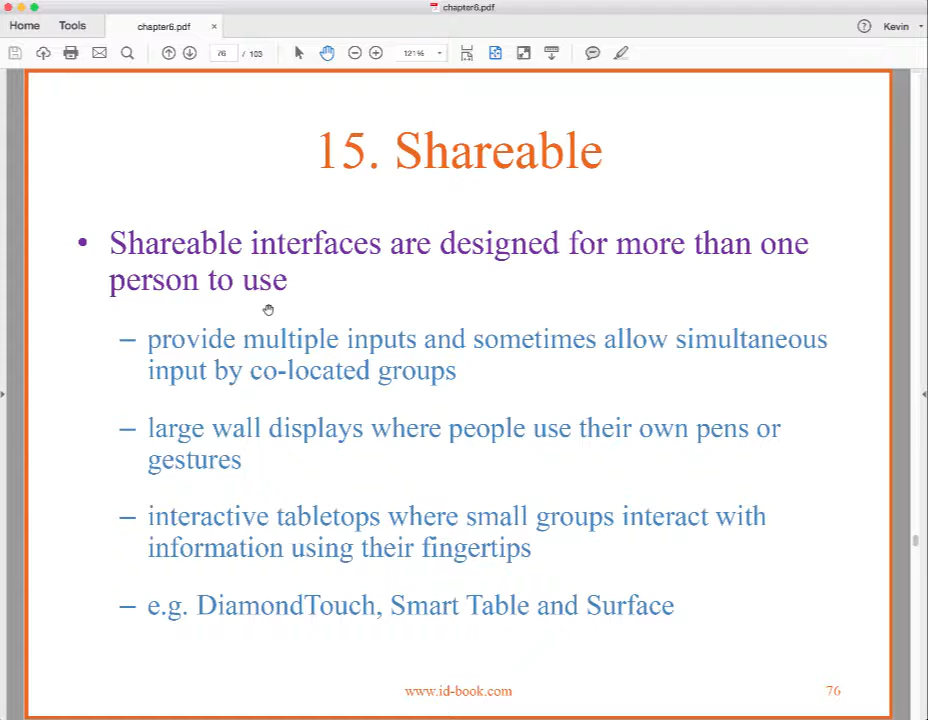 chapter6.pdf
Home Tools chapter6.pdf × ? Kevin
76 / 103 121%
15. Shareable
• Shareable interfaces are designed for more than one
person to use
– provide multiple inputs and sometimes allow simultaneous
input by co-located groups
– large wall displays where people use their own pens or
gestures
– interactive tabletops where small groups interact with
information using their fingertips
– e.g. DiamondTouch, Smart Table and Surface
www.id-book.com 76